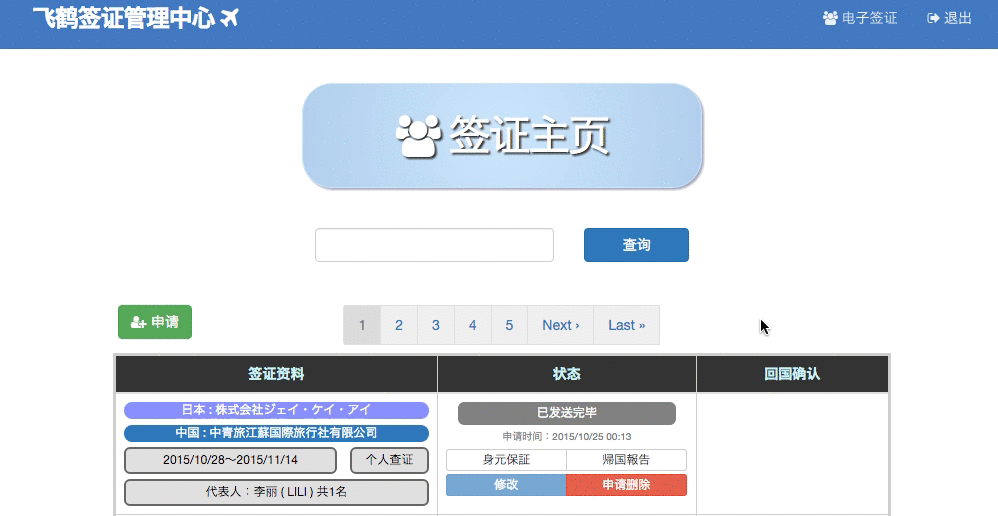 飞鹤签证管理中心
电子签证 退出
签证主页
查询
申请
1 2 3 4 5 Next › Last »
签证资料 状态 回国确认
日本 : 株式会社ジェイ・ケイ・アイ
已发送完毕
中国 : 中青旅江蘇国際旅行社有限公司
申请时间：2015/10/25 00:13
2015/10/28～2015/11/14 个人查证
身元保証 帰国報告
修改 申请删除
代表人：李丽 ( LILI ) 共1名